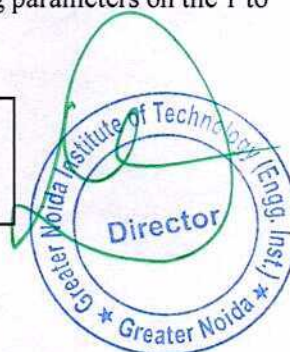 g parameters on the 1 to
Greater Noida Institute of Technology (Engg. Inst.)
Director
★ Greater Noida ★